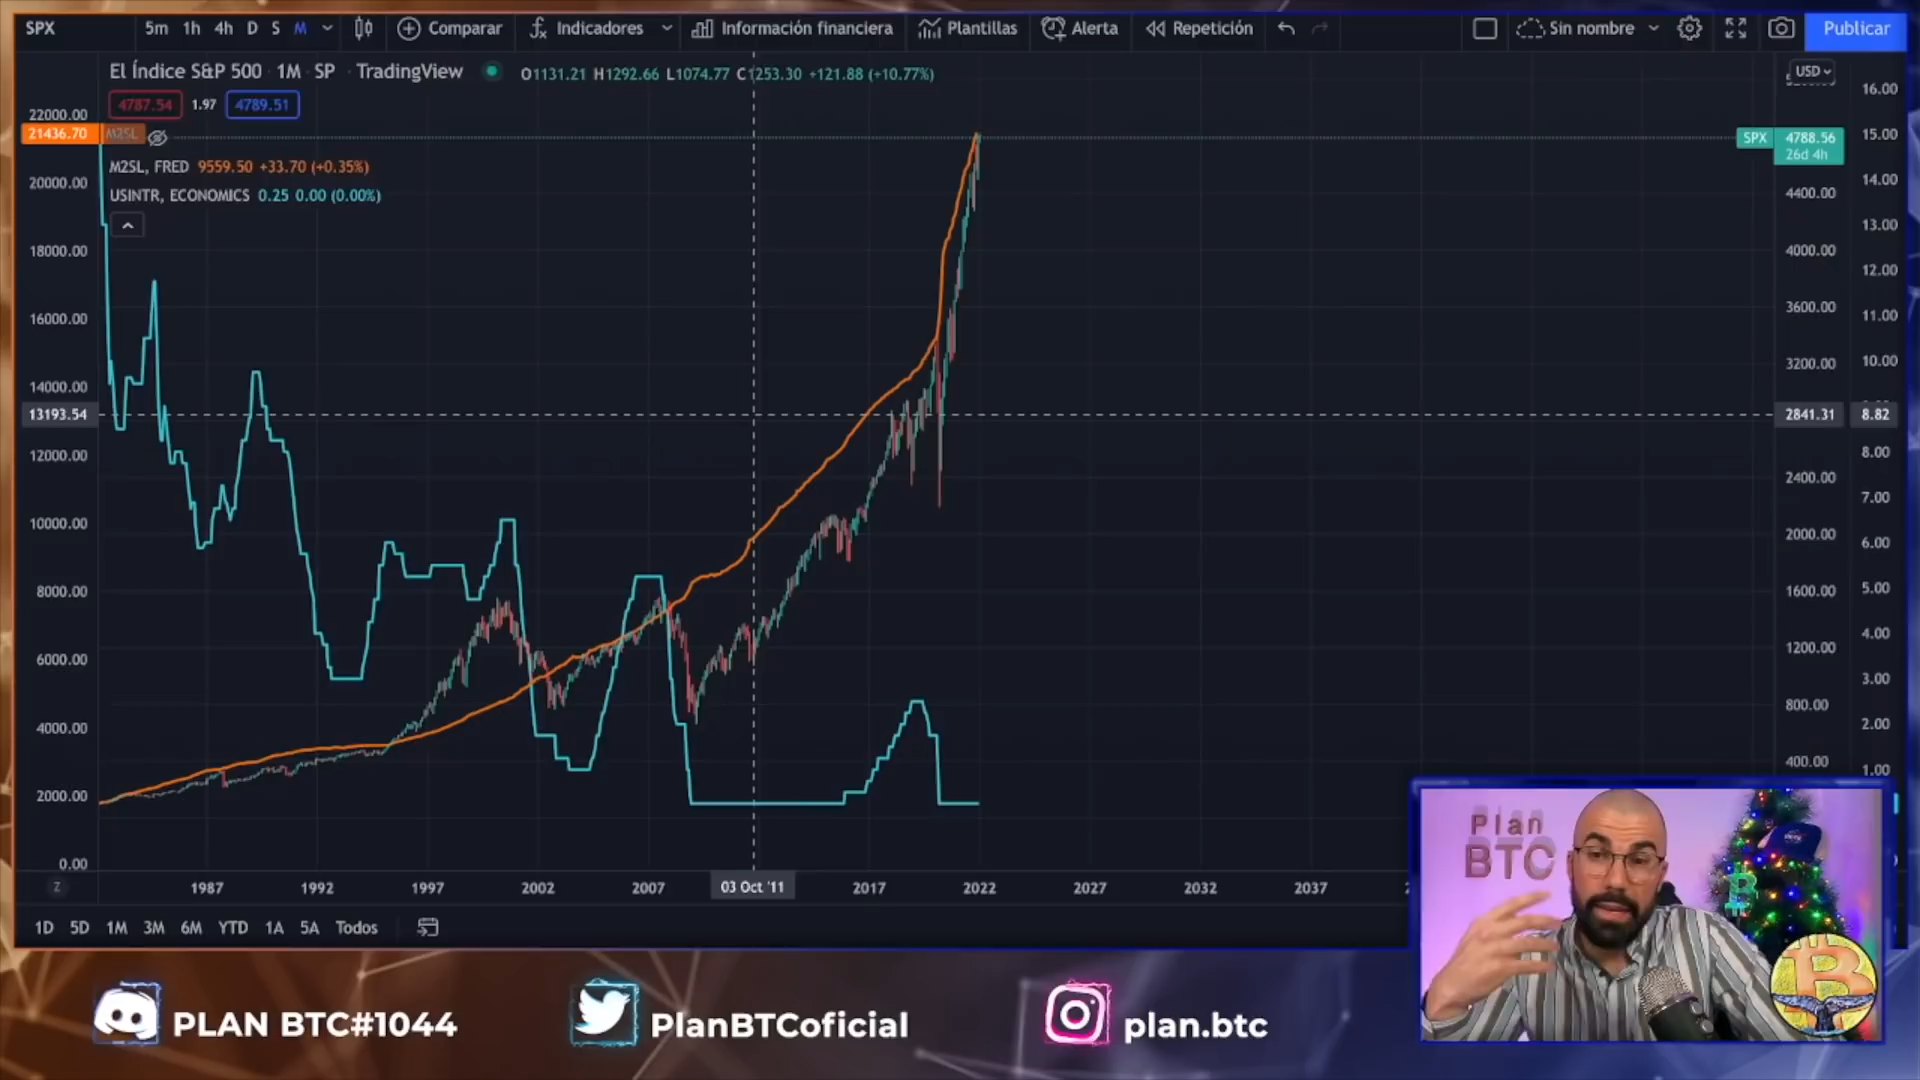 SPX 5m 1h 4h D S M Comparar Indicadores Información financiera Plantillas Alerta Repetición Sin nombre Publicar
El Índice S&P 500 · 1M · SP · TradingView O1131.21 H1292.66 L1074.77 C1253.30 +121.88 (+10.77%)
USD
4787.54 1.97 4789.51
M2SL
M2SL, FRED 9559.50 +33.70 (+0.35%)
USINTR, ECONOMICS 0.25 0.00 (0.00%)
22000.00
21436.70
20000.00
18000.00
16000.00
14000.00
13193.54
12000.00
10000.00
8000.00
6000.00
4000.00
2000.00
0.00
SPX 4788.56
26d 4h
4400.00
4000.00
3600.00
3200.00
2841.31
2400.00
2000.00
1600.00
1200.00
800.00
400.00
16.00
15.00
14.00
13.00
12.00
11.00
10.00
8.82
8.00
7.00
6.00
5.00
4.00
3.00
2.00
1.00
Z 1987 1992 1997 2002 2007 03 Oct '11 2017 2022 2027 2032 2037
1D 5D 1M 3M 6M YTD 1A 5A Todos
Plan
BTC
PLAN BTC#1044
PlanBTCoficial
plan.btc